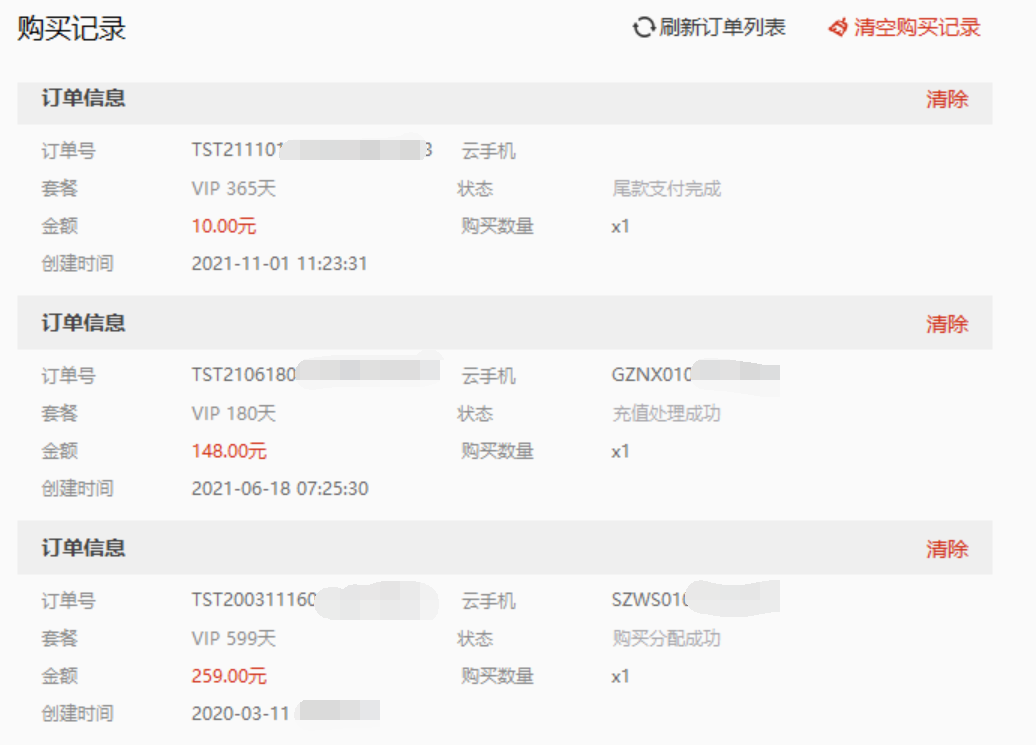 购买记录 刷新订单列表 清空购买记录
订单信息 清除
订单号 TST211101 3 云手机
套餐 VIP 365天 状态 尾款支付完成
金额 10.00元 购买数量 x1
创建时间 2021-11-01 11:23:31
订单信息 清除
订单号 TST2106180 云手机 GZNX010
套餐 VIP 180天 状态 充值处理成功
金额 148.00元 购买数量 x1
创建时间 2021-06-18 07:25:30
订单信息 清除
订单号 TST200311160 云手机 SZWS010
套餐 VIP 599天 状态 购买分配成功
金额 259.00元 购买数量 x1
创建时间 2020-03-11